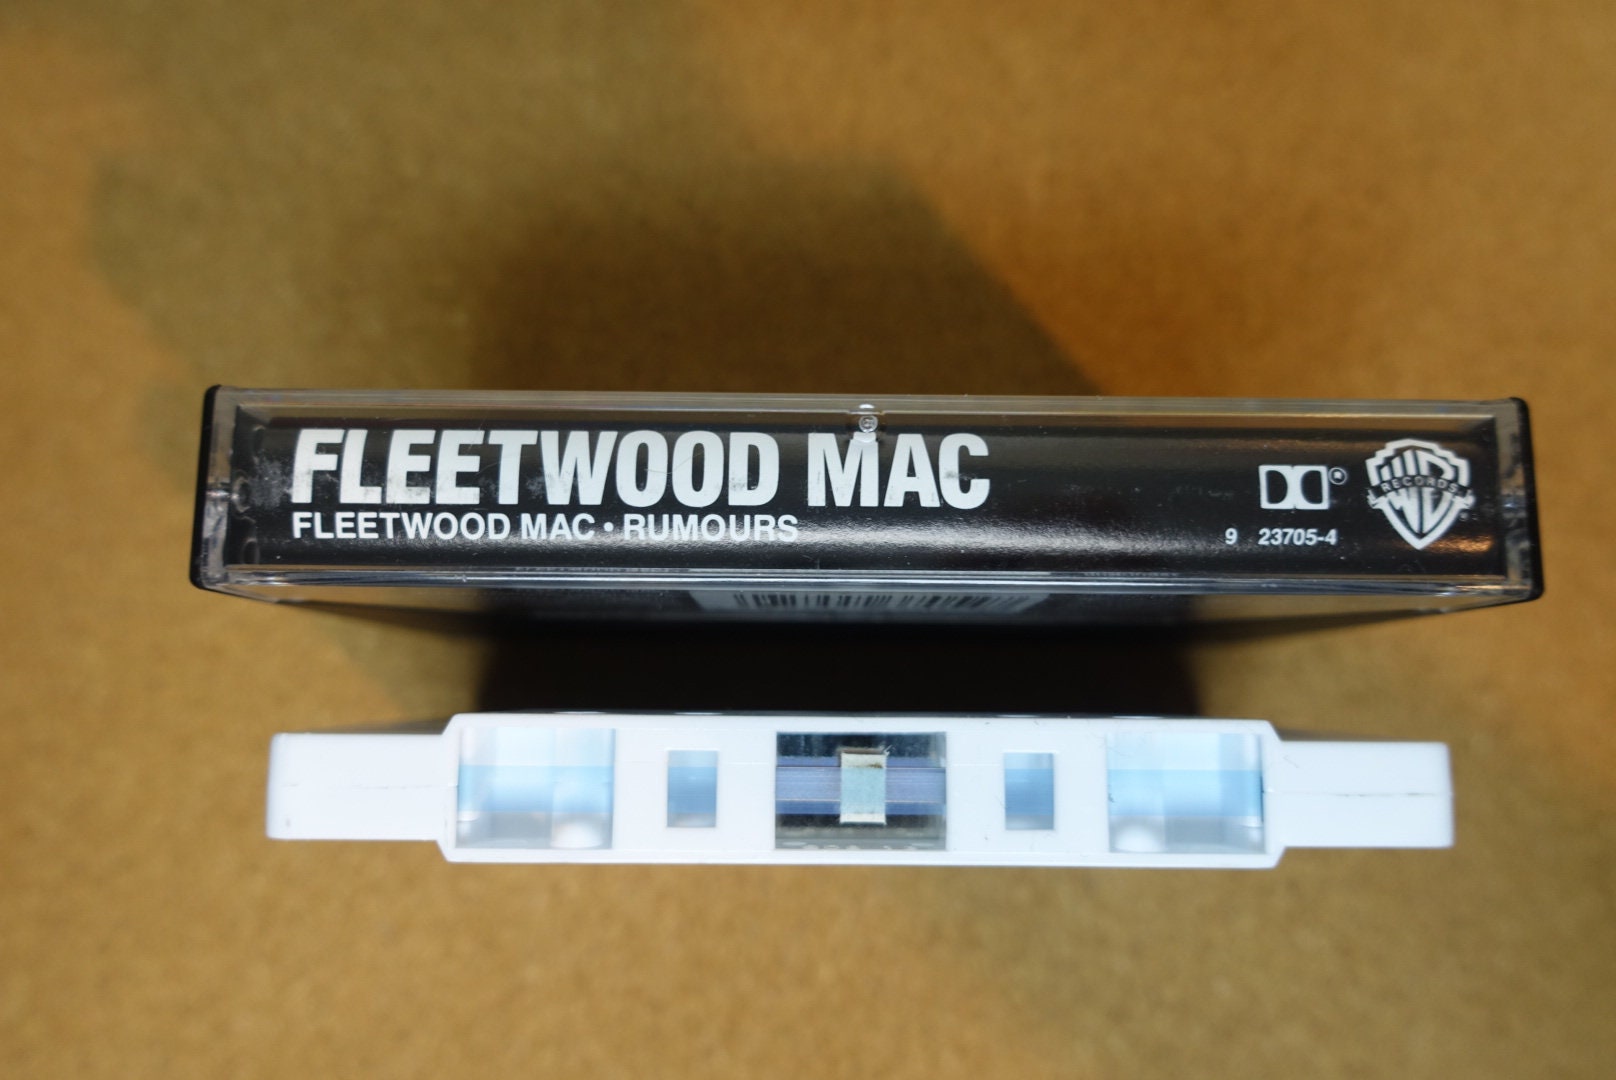 FLEETWOOD MAC
FLEETWOOD MAC • RUMOURS
®
9 23705-4
WB
RECORDS
®